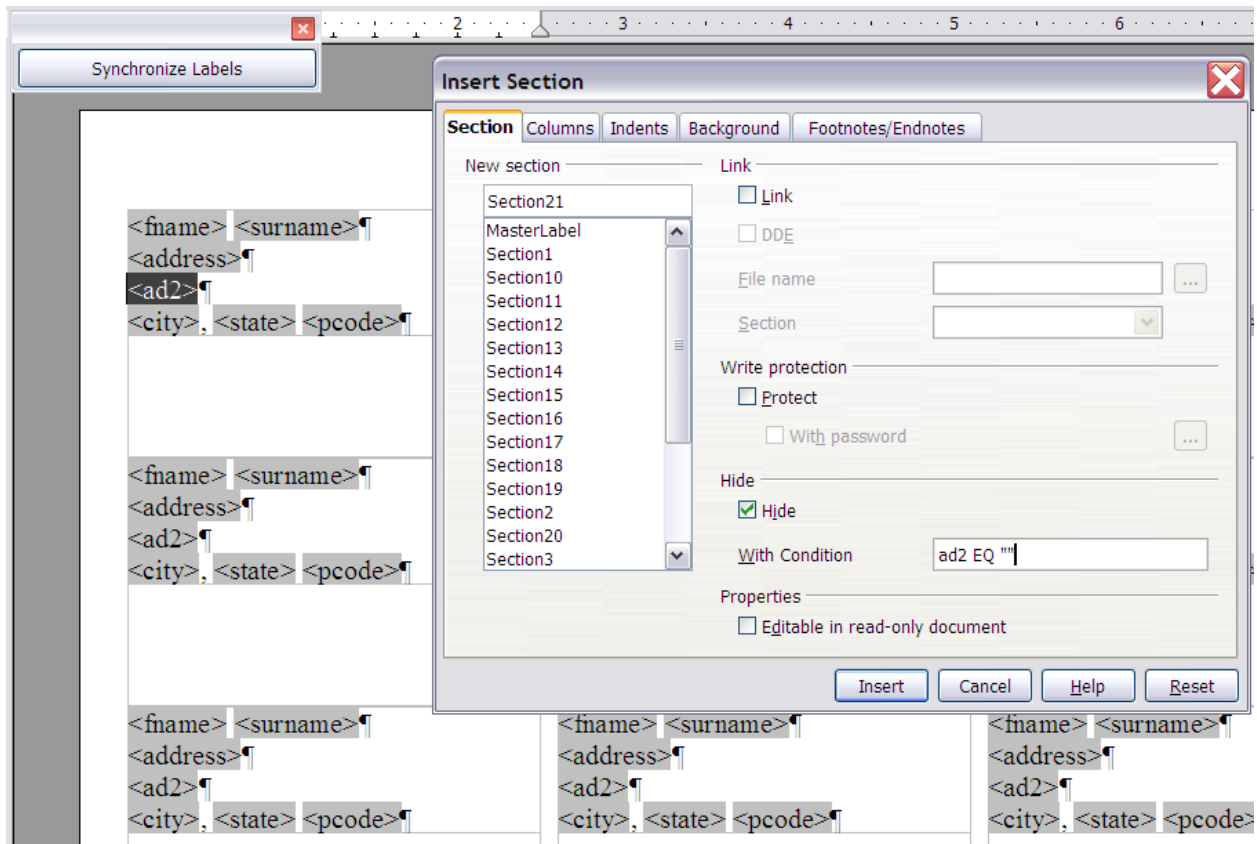 2 3 4 5 6
Synchronize Labels
Insert Section
Section Columns Indents Background Footnotes/Endnotes
New section
Section21
MasterLabel
Section1
Section10
Section11
Section12
Section13
Section14
Section15
Section16
Section17
Section18
Section19
Section2
Section20
Section3
Link
Link
DDE
File name
...
Section
Write protection
Protect
With password
...
Hide
Hide
With Condition
ad2 EQ ""
Properties
Editable in read-only document
Insert Cancel Help Reset
<fname> <surname>¶
<address>¶
<ad2>¶
<city>, <state> <pcode>¶
<fname> <surname>¶
<address>¶
<ad2>¶
<city>, <state> <pcode>¶
<fname> <surname>¶
<address>¶
<ad2>¶
<city>, <state> <pcode>¶
<fname> <surname>¶
<address>¶
<ad2>¶
<city>, <state> <pcode>¶
<fname> <surname>¶
<address>¶
<ad2>¶
<city>, <state> <pcode>